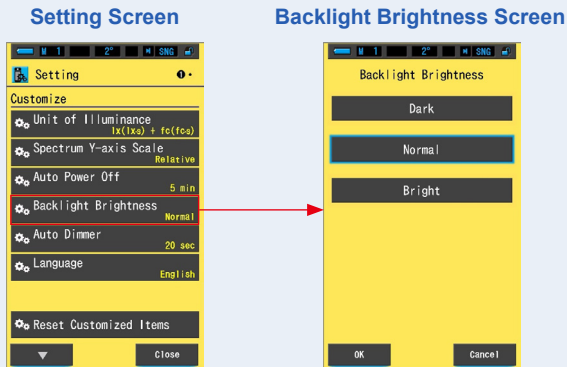 Setting Screen
Backlight Brightness Screen
M 1 2° SNG
Setting
Customize
Unit of Illuminance
lx(lxs) + fc(fcs)
Spectrum Y-axis Scale
Relative
Auto Power Off
5 min
Backlight Brightness
Normal
Auto Dimmer
20 sec
Language
English
Reset Customized Items
Close
M 1 2° SNG
Backlight Brightness
Dark
Normal
Bright
OK
Cancel